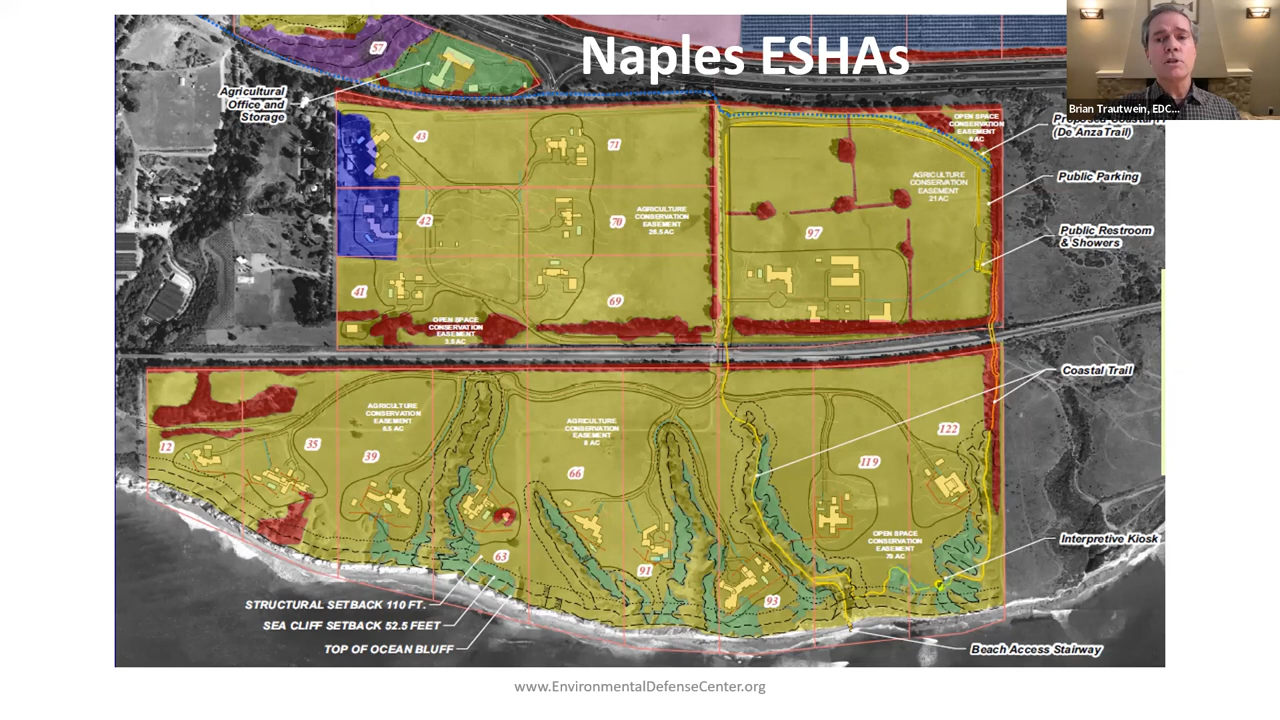 Naples ESHAs
Brian Trautwein, EDC...
57
Agricultural
Office and
Storage
43
71
OPEN SPACE
CONSERVATION
EASEMENT
(De Anza Trail)
AGRICULTURE
CONSERVATION
EASEMENT
21 AC
Public Parking
42
70
AGRICULTURE
CONSERVATION
EASEMENT
97
Public Restroom
& Showers
41
69
OPEN SPACE
CONSERVATION
EASEMENT
Coastal Trail
12
35
39
AGRICULTURE
CONSERVATION
EASEMENT
AGRICULTURE
CONSERVATION
EASEMENT
66
122
119
63
91
93
OPEN SPACE
CONSERVATION
EASEMENT
Interpretive Kiosk
STRUCTURAL SETBACK 110 FT.
SEA CLIFF SETBACK 52.5 FEET
TOP OF OCEAN BLUFF
Beach Access Stairway
www.EnvironmentalDefenseCenter.org